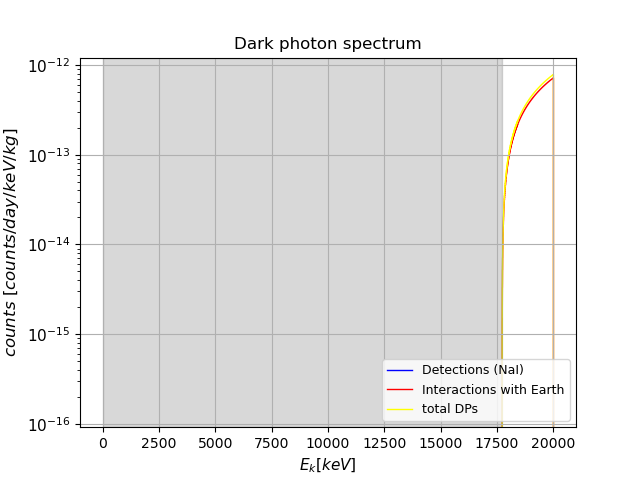 Dark photon spectrum
10⁻¹²
10⁻¹³
10⁻¹⁴
10⁻¹⁵
10⁻¹⁶
counts [counts/day/keV/kg]
Detections (NaI)
Interactions with Earth
total DPs
0 2500 5000 7500 10000 12500 15000 17500 20000
Eₖ[keV]